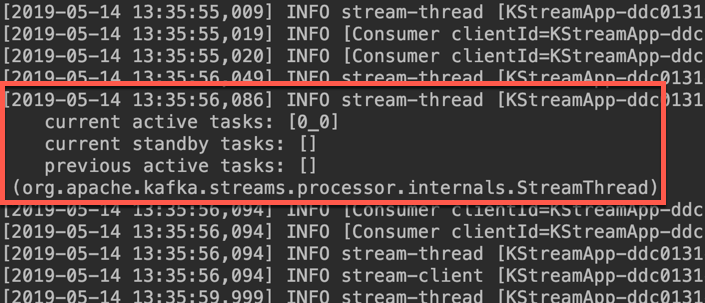 [2019-05-14 13:35:55,009] INFO stream-thread [KStreamApp-ddc0131
[2019-05-14 13:35:55,019] INFO [Consumer clientId=KStreamApp-ddc
[2019-05-14 13:35:55,020] INFO [Consumer clientId=KStreamApp-ddc
[2019-05-14 13:35:56,049] INFO stream-thread [KStreamApp-ddc0131
[2019-05-14 13:35:56,086] INFO stream-thread [KStreamApp-ddc0131
current active tasks: [0_0]
current standby tasks: []
previous active tasks: []
(org.apache.kafka.streams.processor.internals.StreamThread)
[2019-05-14 13:35:56,094] INFO [Consumer clientId=KStreamApp-ddc
[2019-05-14 13:35:56,094] INFO [Consumer clientId=KStreamApp-ddc
[2019-05-14 13:35:56,094] INFO stream-thread [KStreamApp-ddc0131
[2019-05-14 13:35:56,094] INFO stream-client [KStreamApp-ddc0131
[2019-05-14 13:35:59,999] INFO stream-thread [KStreamApp-ddc0131